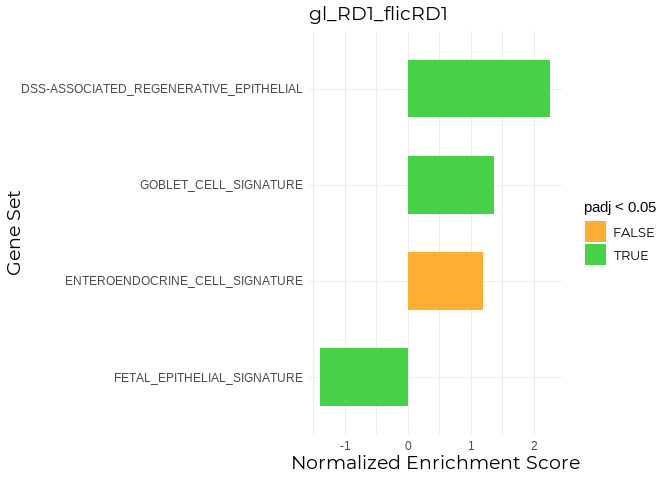 gl_RD1_flicRD1
DSS-ASSOCIATED_REGENERATIVE_EPITHELIAL
GOBLET_CELL_SIGNATURE
ENTEROENDOCRINE_CELL_SIGNATURE
FETAL_EPITHELIAL_SIGNATURE
Gene Set
-1 0 1 2
Normalized Enrichment Score
padj < 0.05
FALSE
TRUE